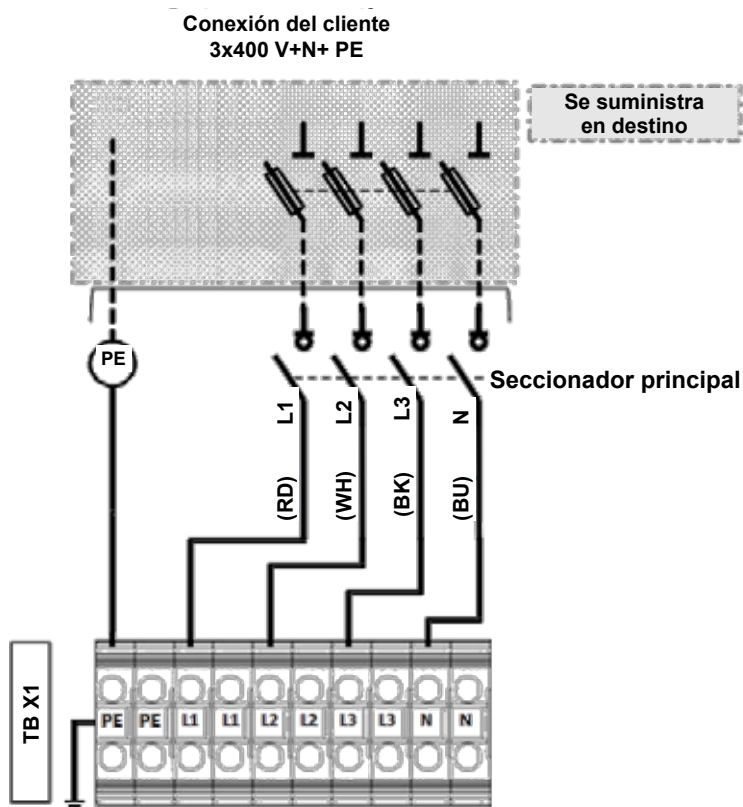 Conexión del cliente
3x400 V+N+ PE
Se suministra
en destino
PE
Seccionador principal
L1
L2
L3
N
(RD)
(WH)
(BK)
(BU)
TB X1
PE
PE
L1
L1
L2
L2
L3
L3
N
N